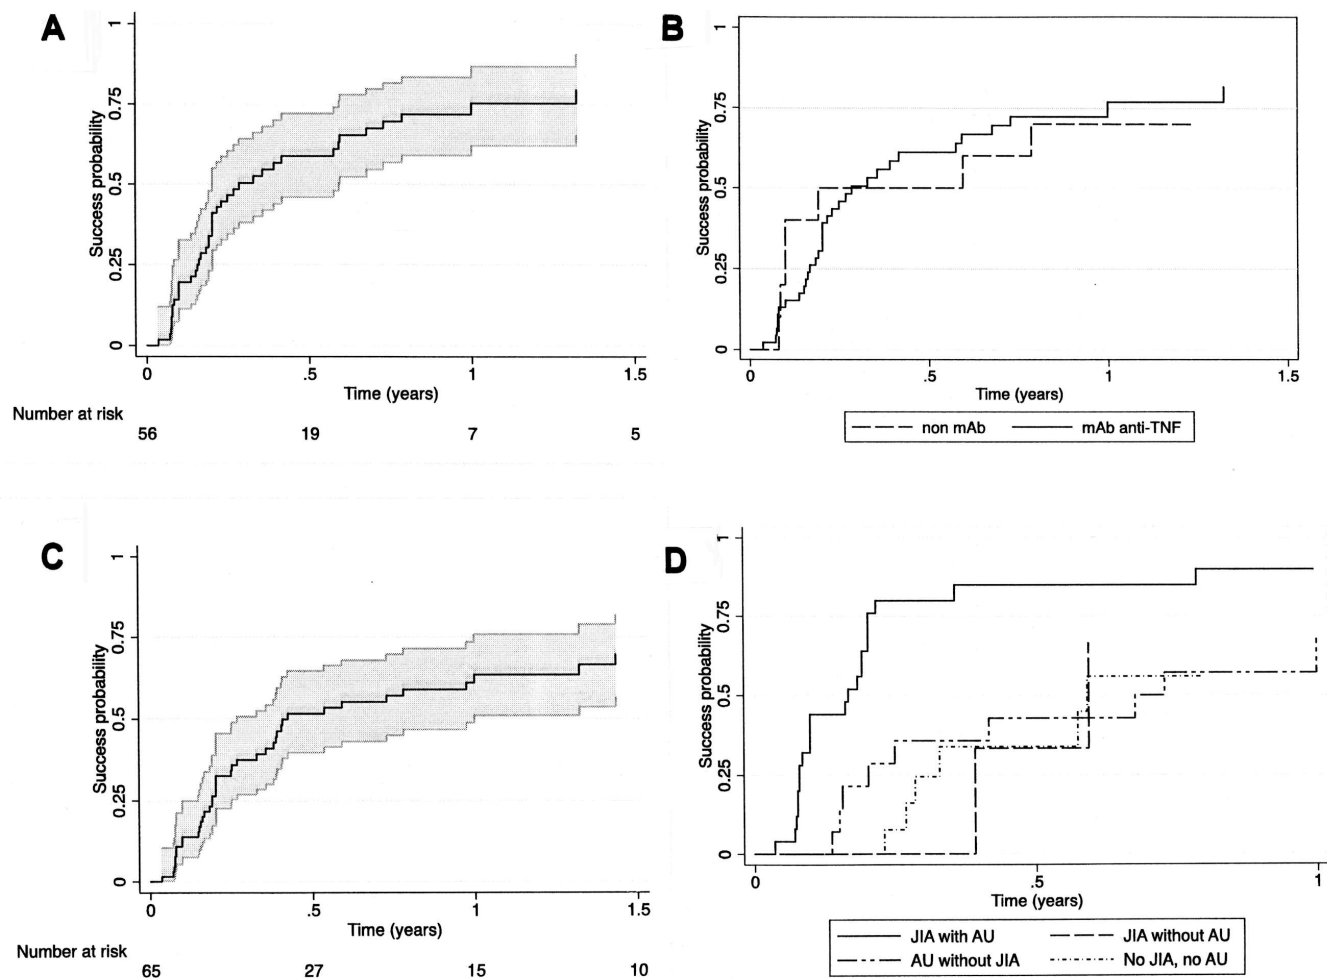 A
Success probability
0 0.25 0.5 0.75 1
0 .5 1 1.5
Time (years)
Number at risk
56 19 7 5
B
Success probability
0 0.25 0.5 0.75 1
0 .5 1 1.5
Time (years)
non mAb mAb anti-TNF
C
Success probability
0 0.25 0.5 0.75 1
0 .5 1 1.5
Time (years)
Number at risk
65 27 15 10
D
Success probability
0 0.25 0.5 0.75 1
0 .5 1
Time (years)
JIA with AU JIA without AU
AU without JIA No JIA, no AU